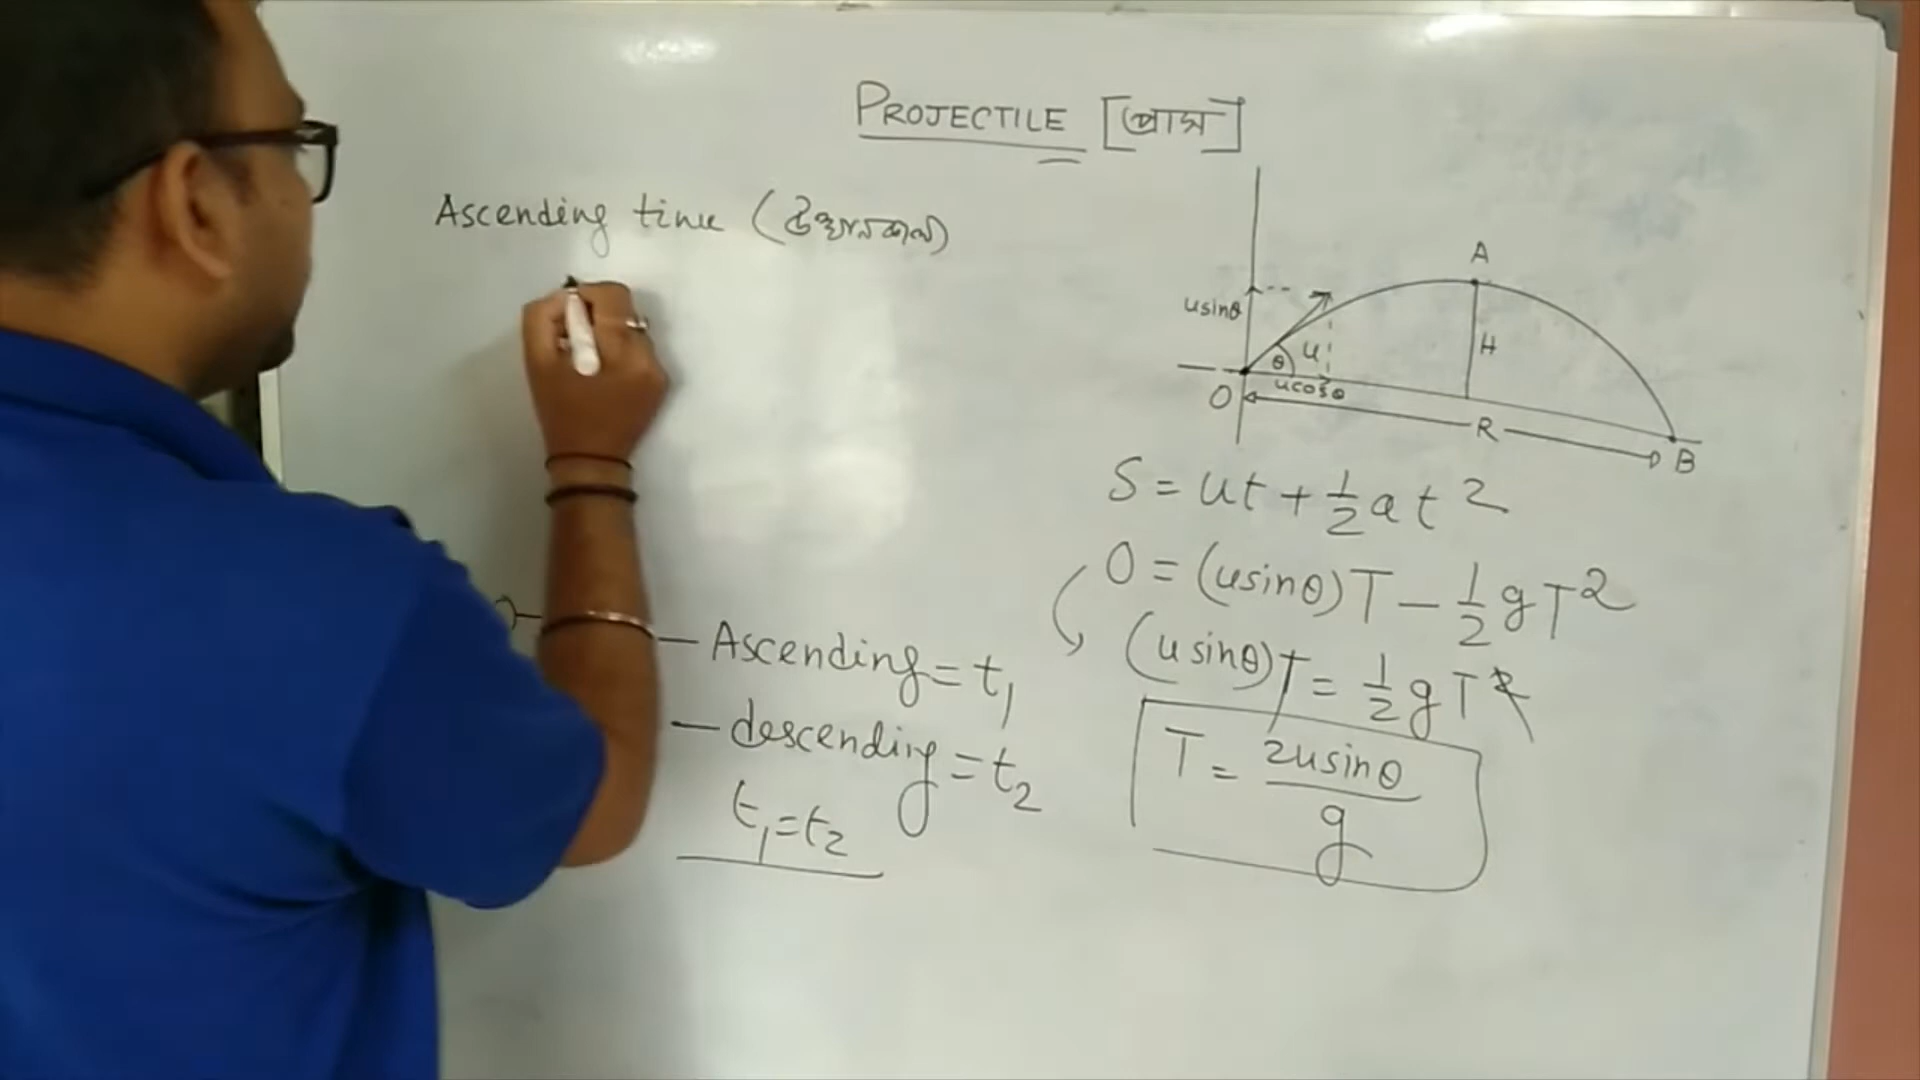 PROJECTILE [প্রাস]
Ascending time (উত্থানকাল)
A
usinθ
u
H
θ
ucosθ
O
R
B
S = ut + 1/2 at²
0 = (usinθ)T − 1/2 gT²
(usinθ)T = 1/2 gT²
T = 2usinθ/g
Ascending = t₁
descending = t₂
t₁ = t₂